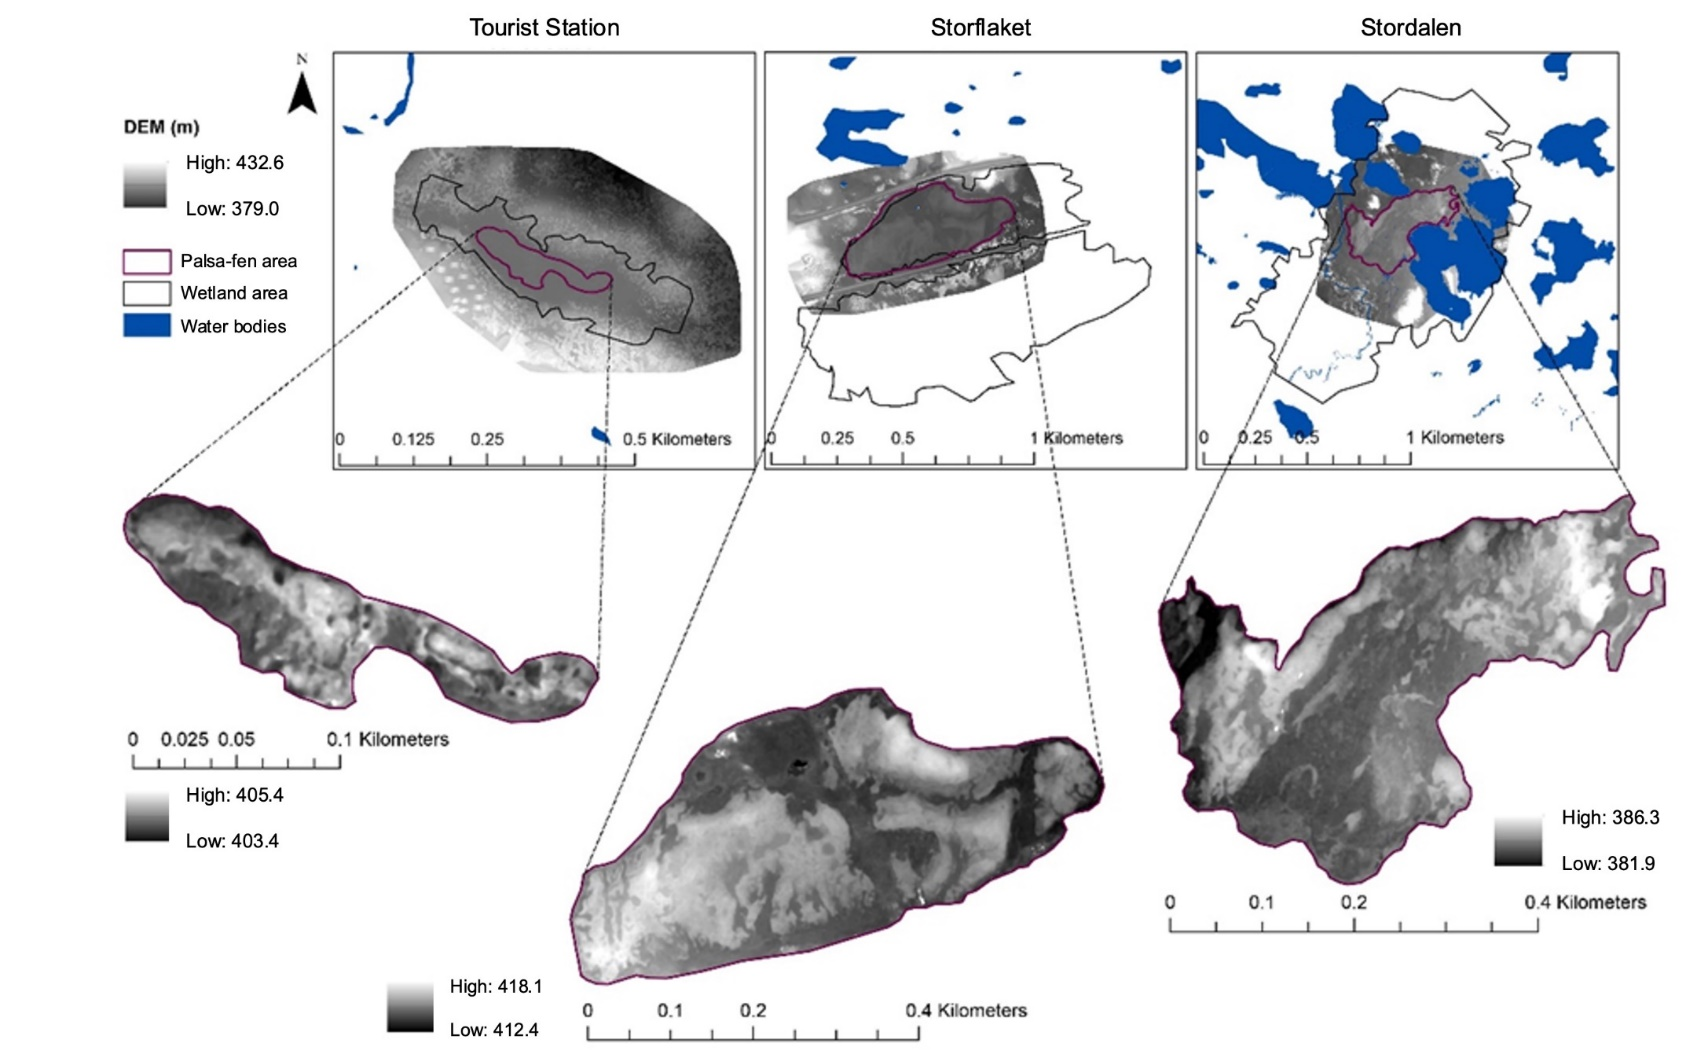 Tourist Station
Storflaket
Stordalen
N
DEM (m)
High: 432.6
Low: 379.0
Palsa-fen area
Wetland area
Water bodies
0 0.125 0.25 0.5 Kilometers
0 0.25 0.5 1 Kilometers
0 0.25 0.5 1 Kilometers
0 0.025 0.05 0.1 Kilometers
High: 405.4
Low: 403.4
High: 418.1
Low: 412.4
0 0.1 0.2 0.4 Kilometers
High: 386.3
Low: 381.9
0 0.1 0.2 0.4 Kilometers